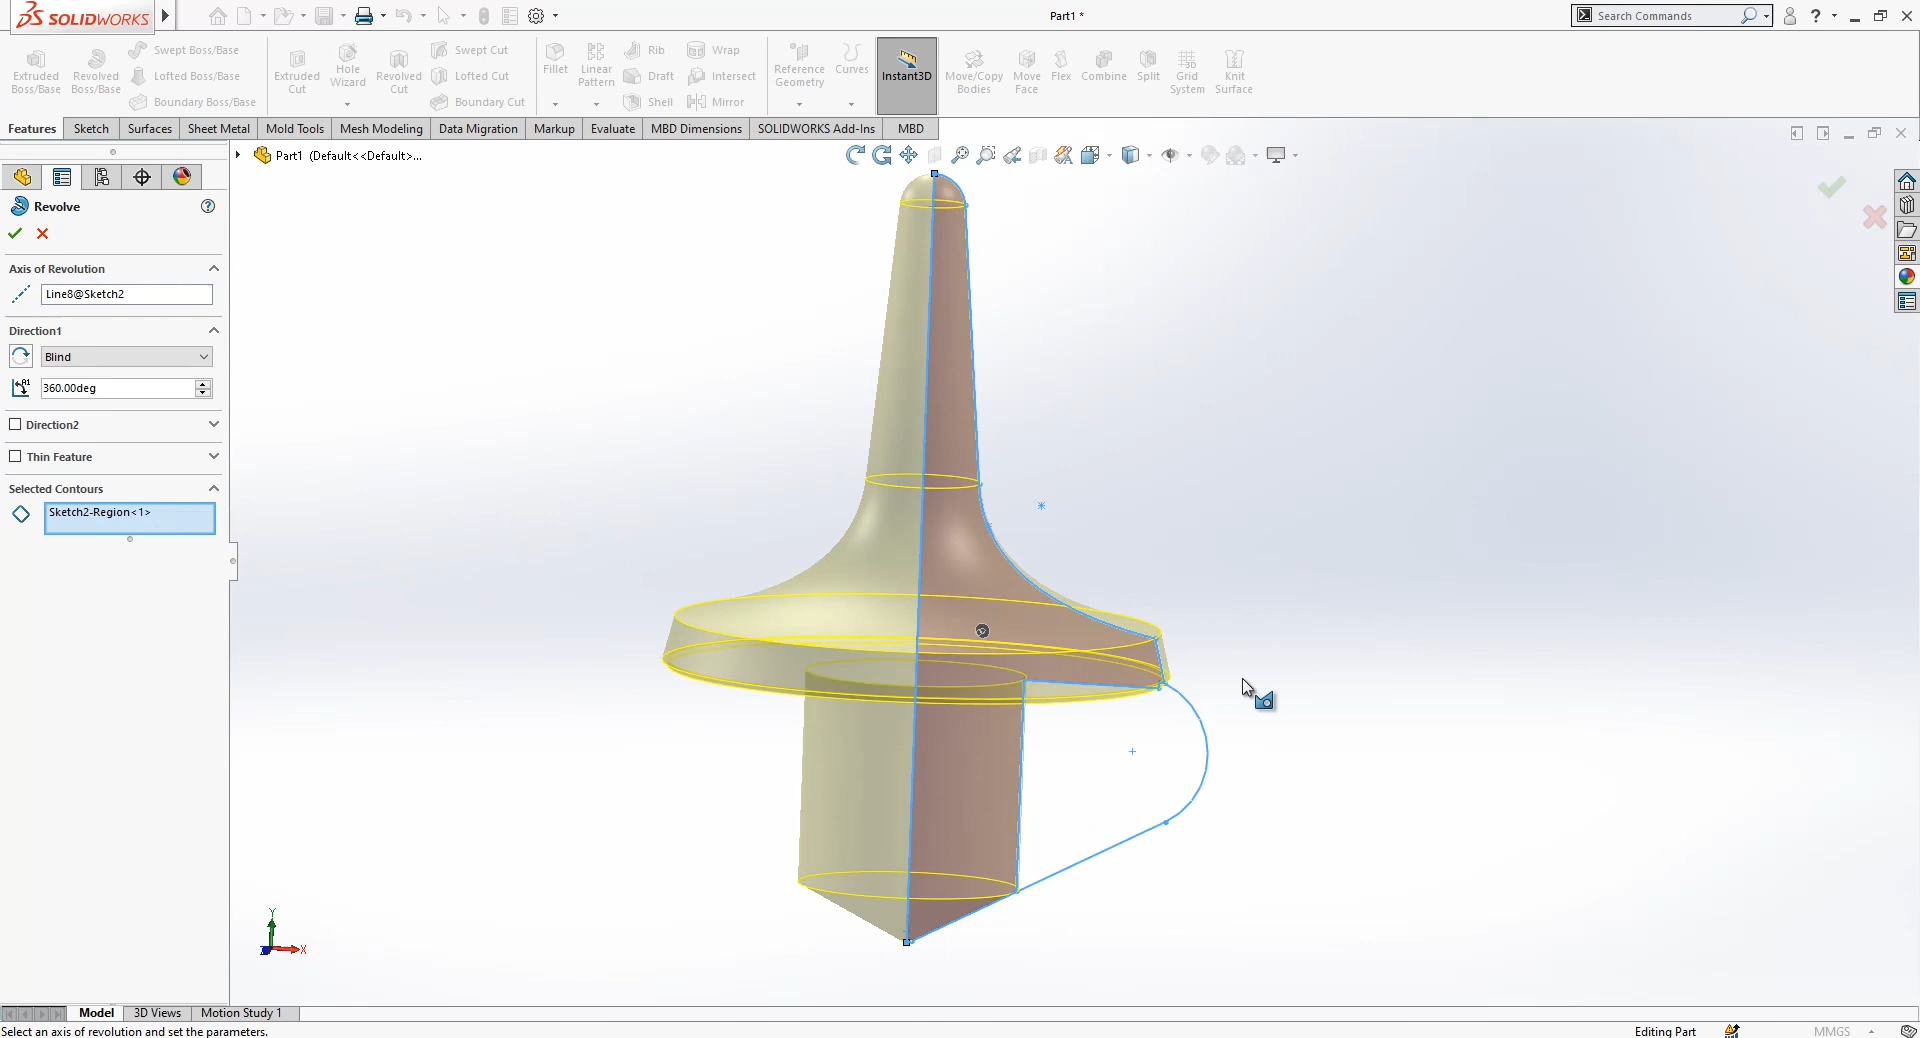 SOLIDWORKS
Part1 *
Search Commands
?
Extruded Boss/Base
Revolved Boss/Base
Swept Boss/Base
Lofted Boss/Base
Boundary Boss/Base
Extruded Cut
Hole Wizard
Revolved Cut
Swept Cut
Lofted Cut
Boundary Cut
Fillet
Linear Pattern
Rib
Draft
Shell
Wrap
Intersect
Mirror
Reference Geometry
Curves
Instant3D
Move/Copy Bodies
Move Face
Flex
Combine
Split
Grid System
Knit Surface
Features
Sketch
Surfaces
Sheet Metal
Mold Tools
Mesh Modeling
Data Migration
Markup
Evaluate
MBD Dimensions
SOLIDWORKS Add-Ins
MBD
Part1 (Default<<Default>...
Revolve
?
Axis of Revolution
Line8@Sketch2
Direction1
Blind
360.00deg
Direction2
Thin Feature
Selected Contours
Sketch2-Region<1>
Y
X
Model
3D Views
Motion Study 1
Select an axis of revolution and set the parameters.
Editing Part
MMGS